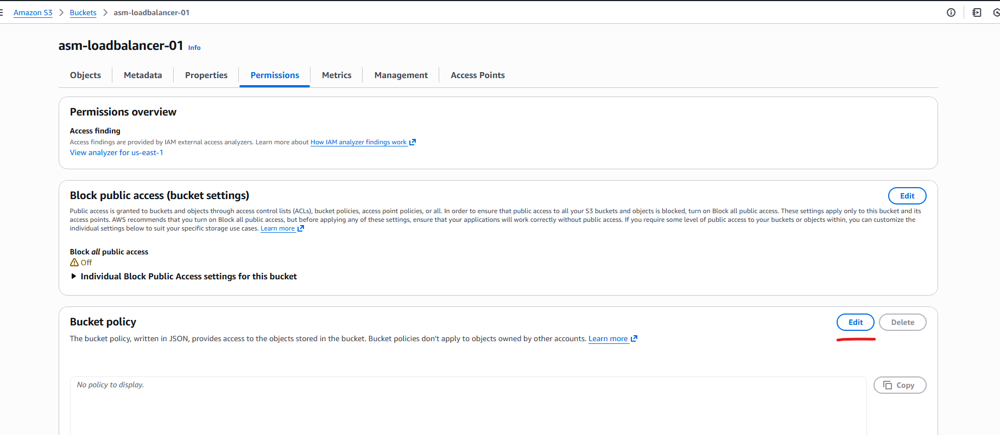 Amazon S3 > Buckets > asm-loadbalancer-01
asm-loadbalancer-01 Info
Objects Metadata Properties Permissions Metrics Management Access Points
Permissions overview
Access finding
Access findings are provided by IAM external access analyzers. Learn more about How IAM analyzer findings work
View analyzer for us-east-1
Block public access (bucket settings) Edit
Public access is granted to buckets and objects through access control lists (ACLs), bucket policies, access point policies, or all. In order to ensure that public access to all your S3 buckets and objects is blocked, turn on Block all public access. These settings apply only to this bucket and its
access points. AWS recommends that you turn on Block all public access, but before applying any of these settings, ensure that your applications will work correctly without public access. If you require some level of public access to your buckets or objects within, you can customize the
individual settings below to suit your specific storage use cases. Learn more
Block all public access
Off
Individual Block Public Access settings for this bucket
Bucket policy Edit Delete
The bucket policy, written in JSON, provides access to the objects stored in the bucket. Bucket policies don't apply to objects owned by other accounts. Learn more
No policy to display. Copy